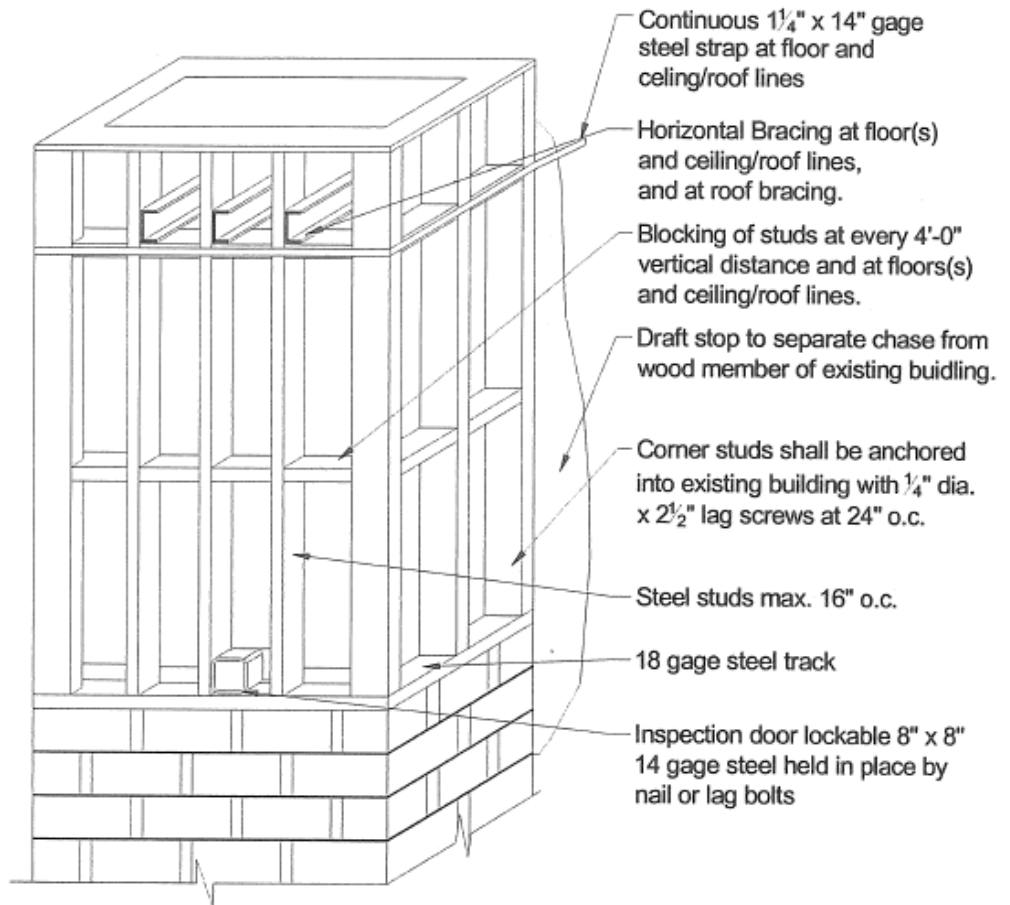 Continuous 1¼" x 14" gage
steel strap at floor and
celing/roof lines
Horizontal Bracing at floor(s)
and ceiling/roof lines,
and at roof bracing.
Blocking of studs at every 4'-0"
vertical distance and at floors(s)
and ceiling/roof lines.
Draft stop to separate chase from
wood member of existing buidling.
Corner studs shall be anchored
into existing building with ¼" dia.
x 2½" lag screws at 24" o.c.
Steel studs max. 16" o.c.
18 gage steel track
Inspection door lockable 8" x 8"
14 gage steel held in place by
nail or lag bolts